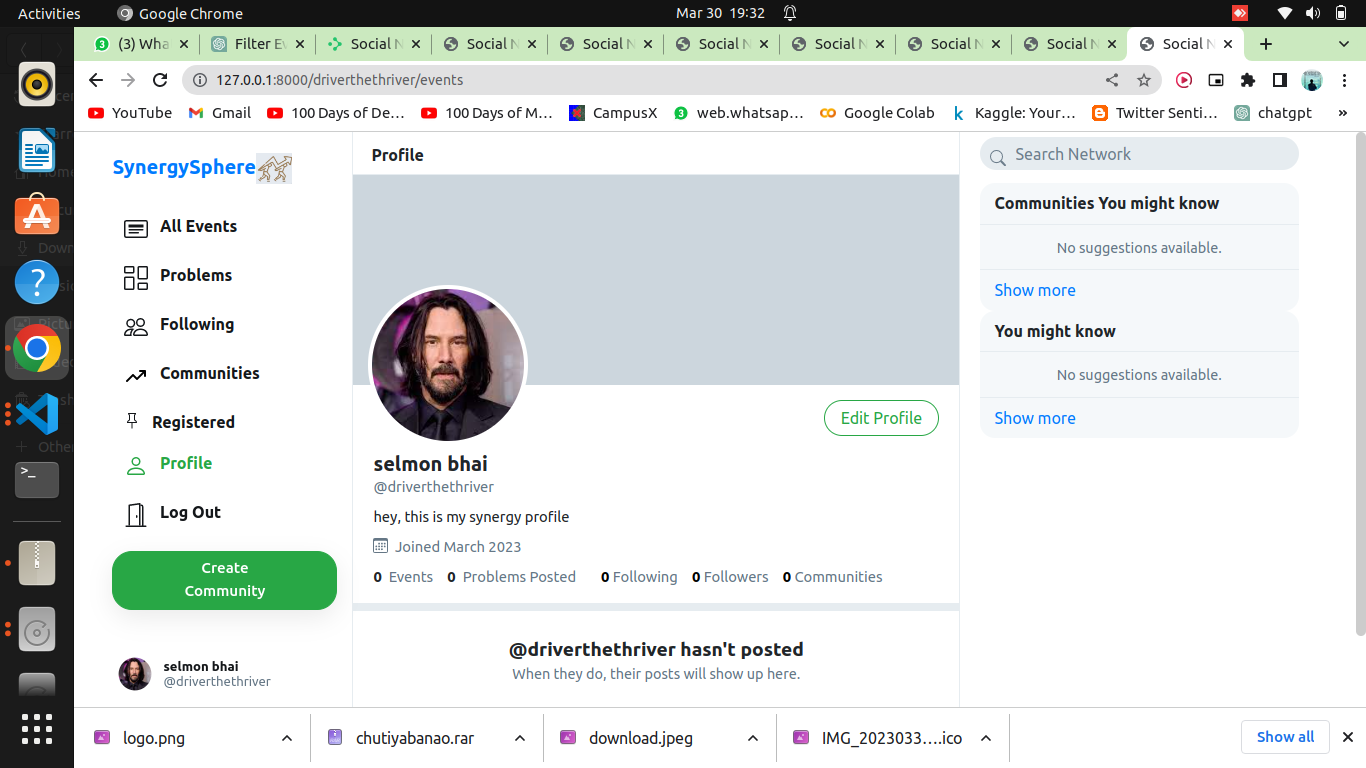 Activities Google Chrome Mar 30 19:32
(3) Wha Filter Ev Social N Social N Social N Social N Social N Social N Social N Social N
127.0.0.1:8000/driverthethriver/events
YouTube Gmail 100 Days of De… 100 Days of M… CampusX web.whatsap… Google Colab Kaggle: Your… Twitter Senti… chatgpt »
SynergySphere
All Events
Problems
Following
Communities
Registered
Profile
Log Out
Create
Community
selmon bhai
@driverthethriver
Profile
Edit Profile
selmon bhai
@driverthethriver
hey, this is my synergy profile
Joined March 2023
0 Events 0 Problems Posted 0 Following 0 Followers 0 Communities
@driverthethriver hasn't posted
When they do, their posts will show up here.
Search Network
Communities You might know
No suggestions available.
Show more
You might know
No suggestions available.
Show more
logo.png chutiyabanao.rar download.jpeg IMG_2023033….ico Show all